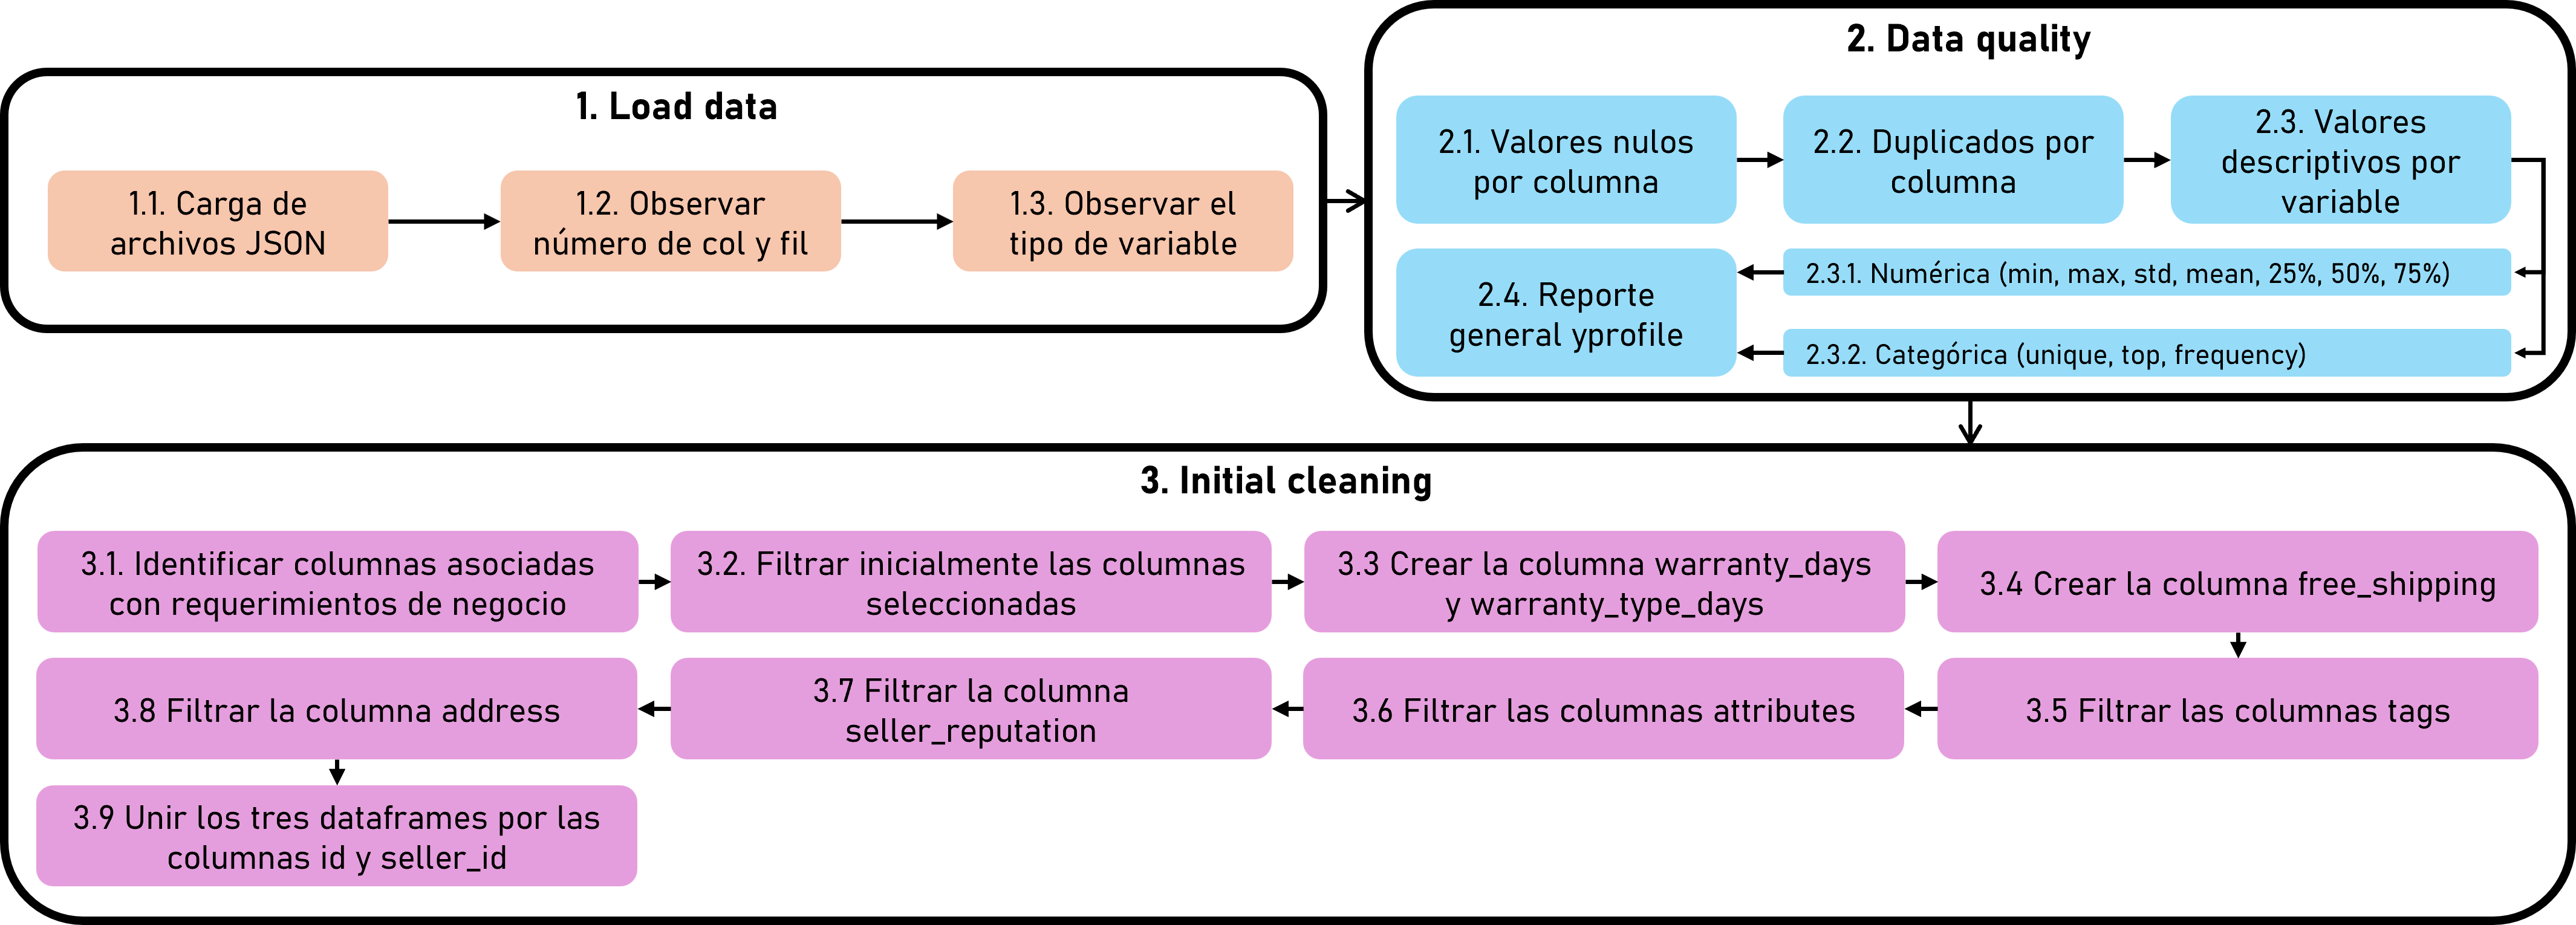 1. Load data
1.1. Carga de
archivos JSON
1.2. Observar
número de col y fil
1.3. Observar el
tipo de variable
2. Data quality
2.1. Valores nulos
por columna
2.2. Duplicados por
columna
2.3. Valores
descriptivos por
variable
2.3.1. Numérica (min, max, std, mean, 25%, 50%, 75%)
2.3.2. Categórica (unique, top, frequency)
2.4. Reporte
general yprofile
3. Initial cleaning
3.1. Identificar columnas asociadas
con requerimientos de negocio
3.2. Filtrar inicialmente las columnas
seleccionadas
3.3 Crear la columna warranty_days
y warranty_type_days
3.4 Crear la columna free_shipping
3.5 Filtrar las columnas tags
3.6 Filtrar las columnas attributes
3.7 Filtrar la columna
seller_reputation
3.8 Filtrar la columna address
3.9 Unir los tres dataframes por las
columnas id y seller_id